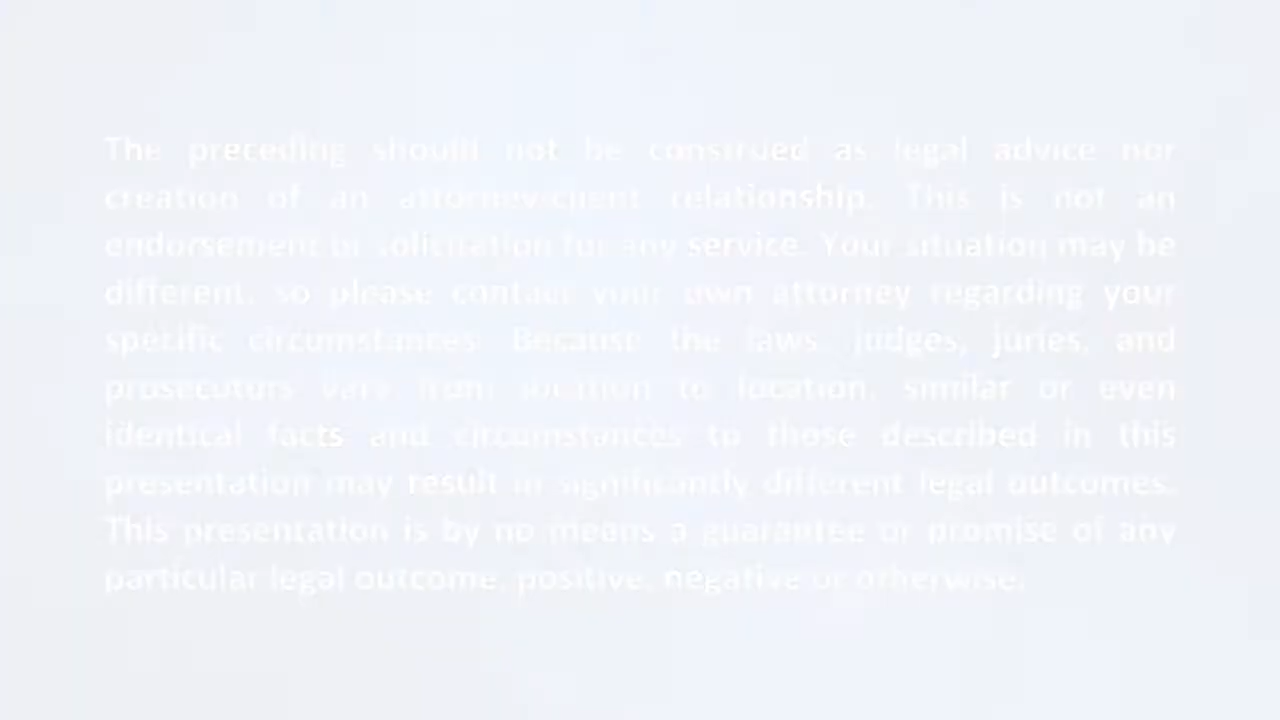 The preceding should not be construed as legal advice nor
creation of an attorney-client relationship. This is not an
endorsement or solicitation for any service. Your situation may be
different, so please contact your own attorney regarding your
specific circumstances. Because the laws, judges, juries, and
prosecutors vary from location to location, similar or even
identical facts and circumstances to those described in this
presentation may result in significantly different legal outcomes.
This presentation is by no means a guarantee or promise of any
particular legal outcome, positive, negative or otherwise.